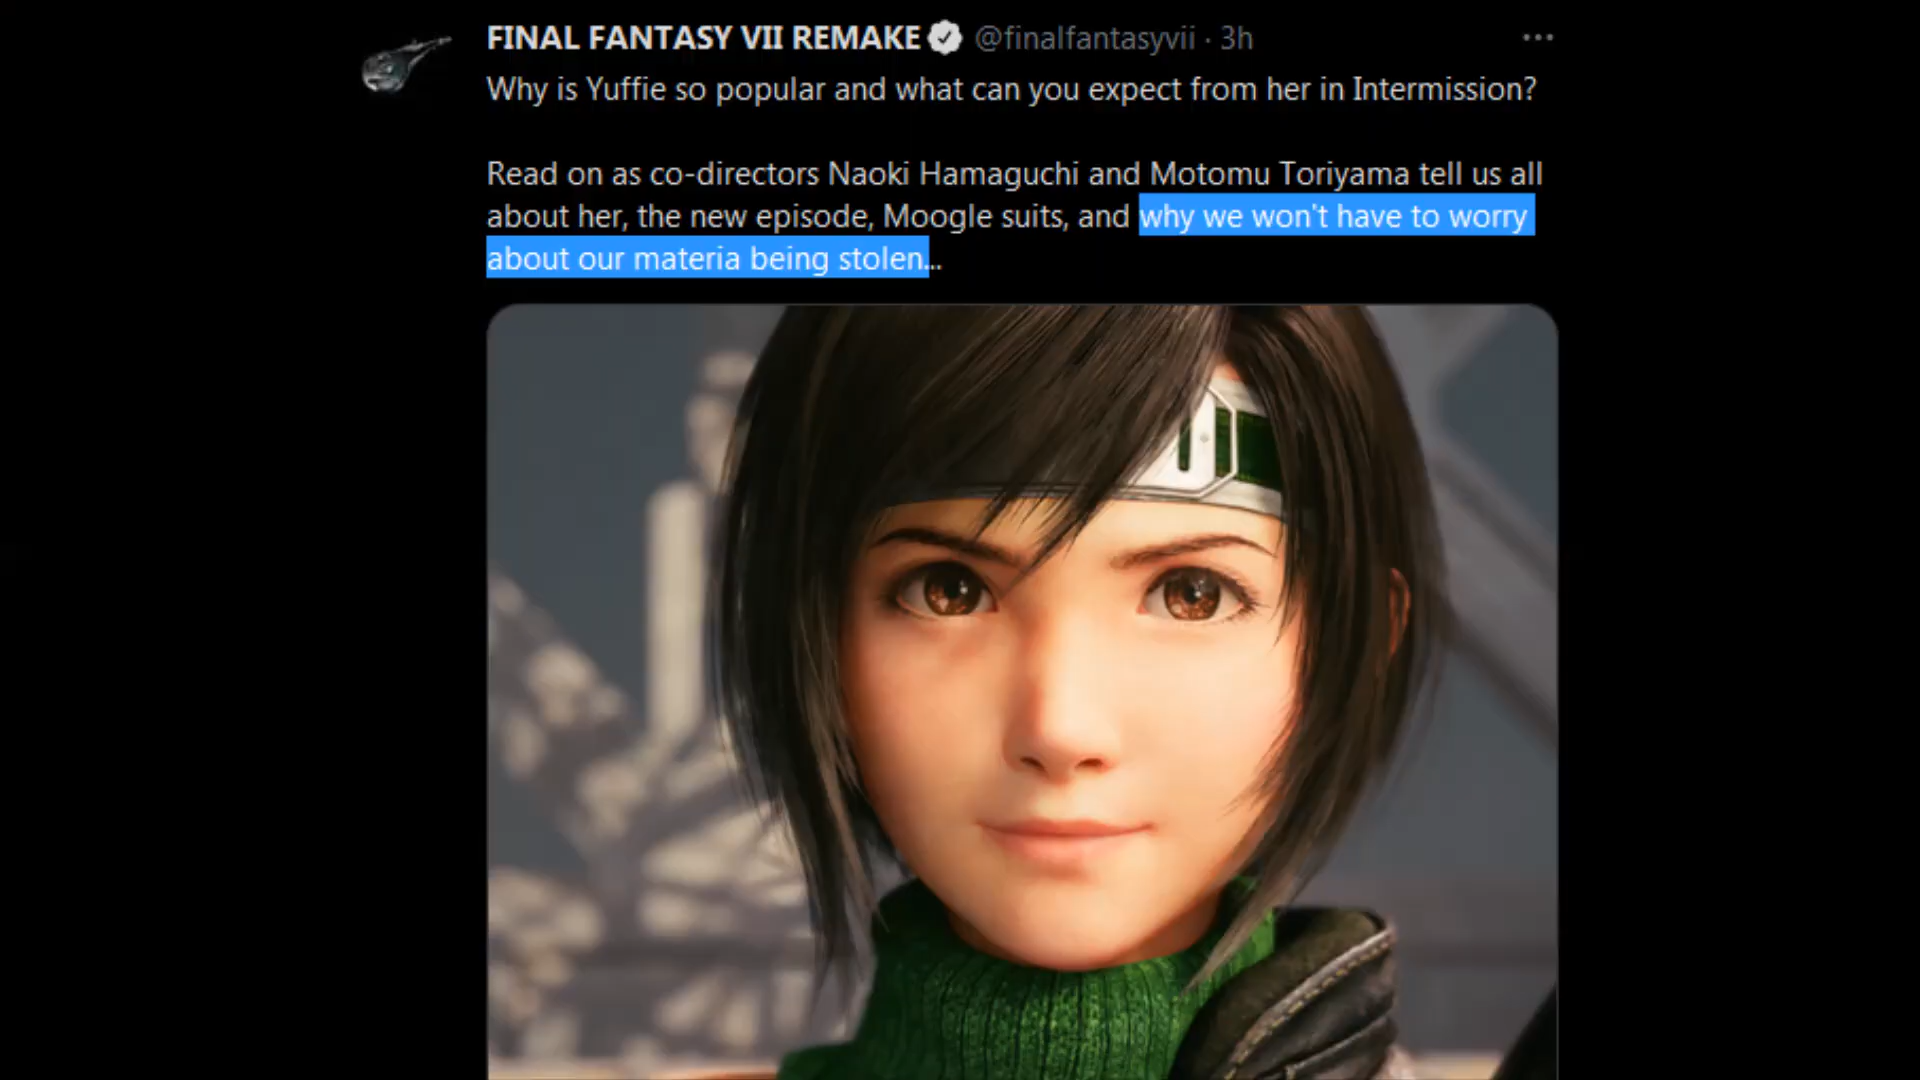 FINAL FANTASY VII REMAKE @finalfantasyvii · 3h
Why is Yuffie so popular and what can you expect from her in Intermission?
Read on as co-directors Naoki Hamaguchi and Motomu Toriyama tell us all
about her, the new episode, Moogle suits, and why we won't have to worry
about our materia being stolen...